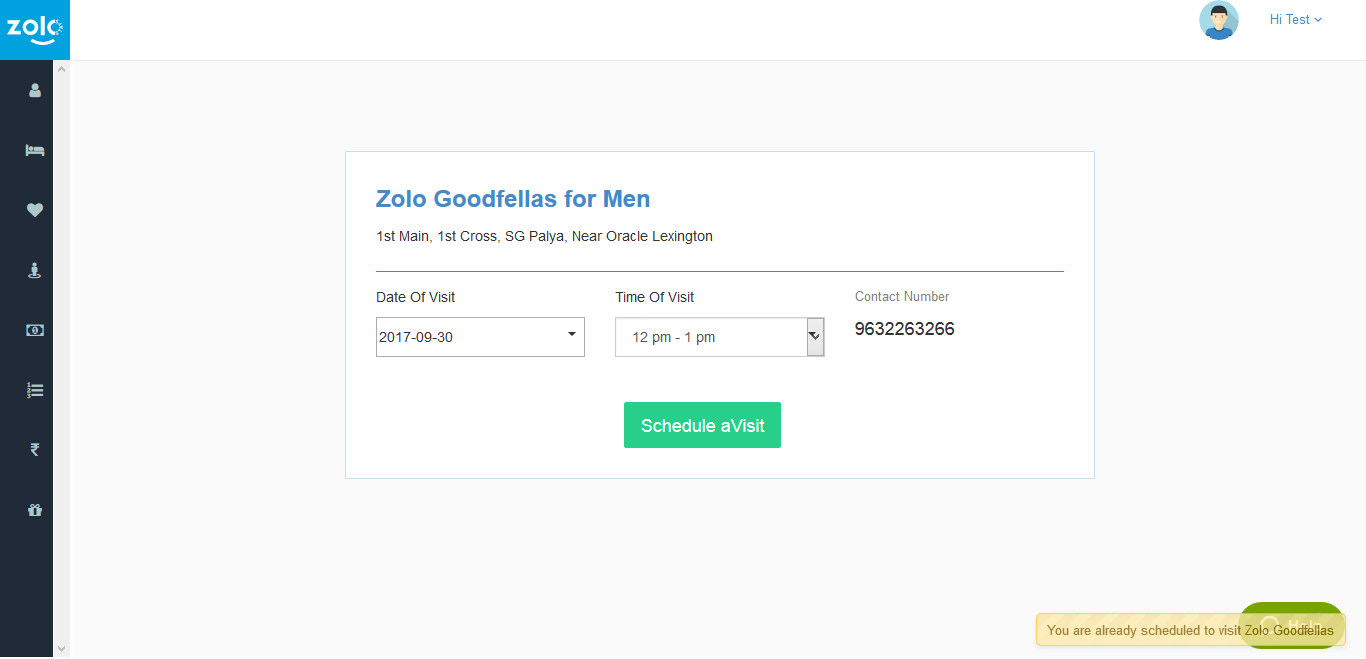 zolo
Hi Test
Zolo Goodfellas for Men
1st Main, 1st Cross, SG Palya, Near Oracle Lexington
Date Of Visit
Time Of Visit
Contact Number
2017-09-30
12 pm - 1 pm
9632263266
Schedule aVisit
Help
You are already scheduled to visit Zolo Goodfellas